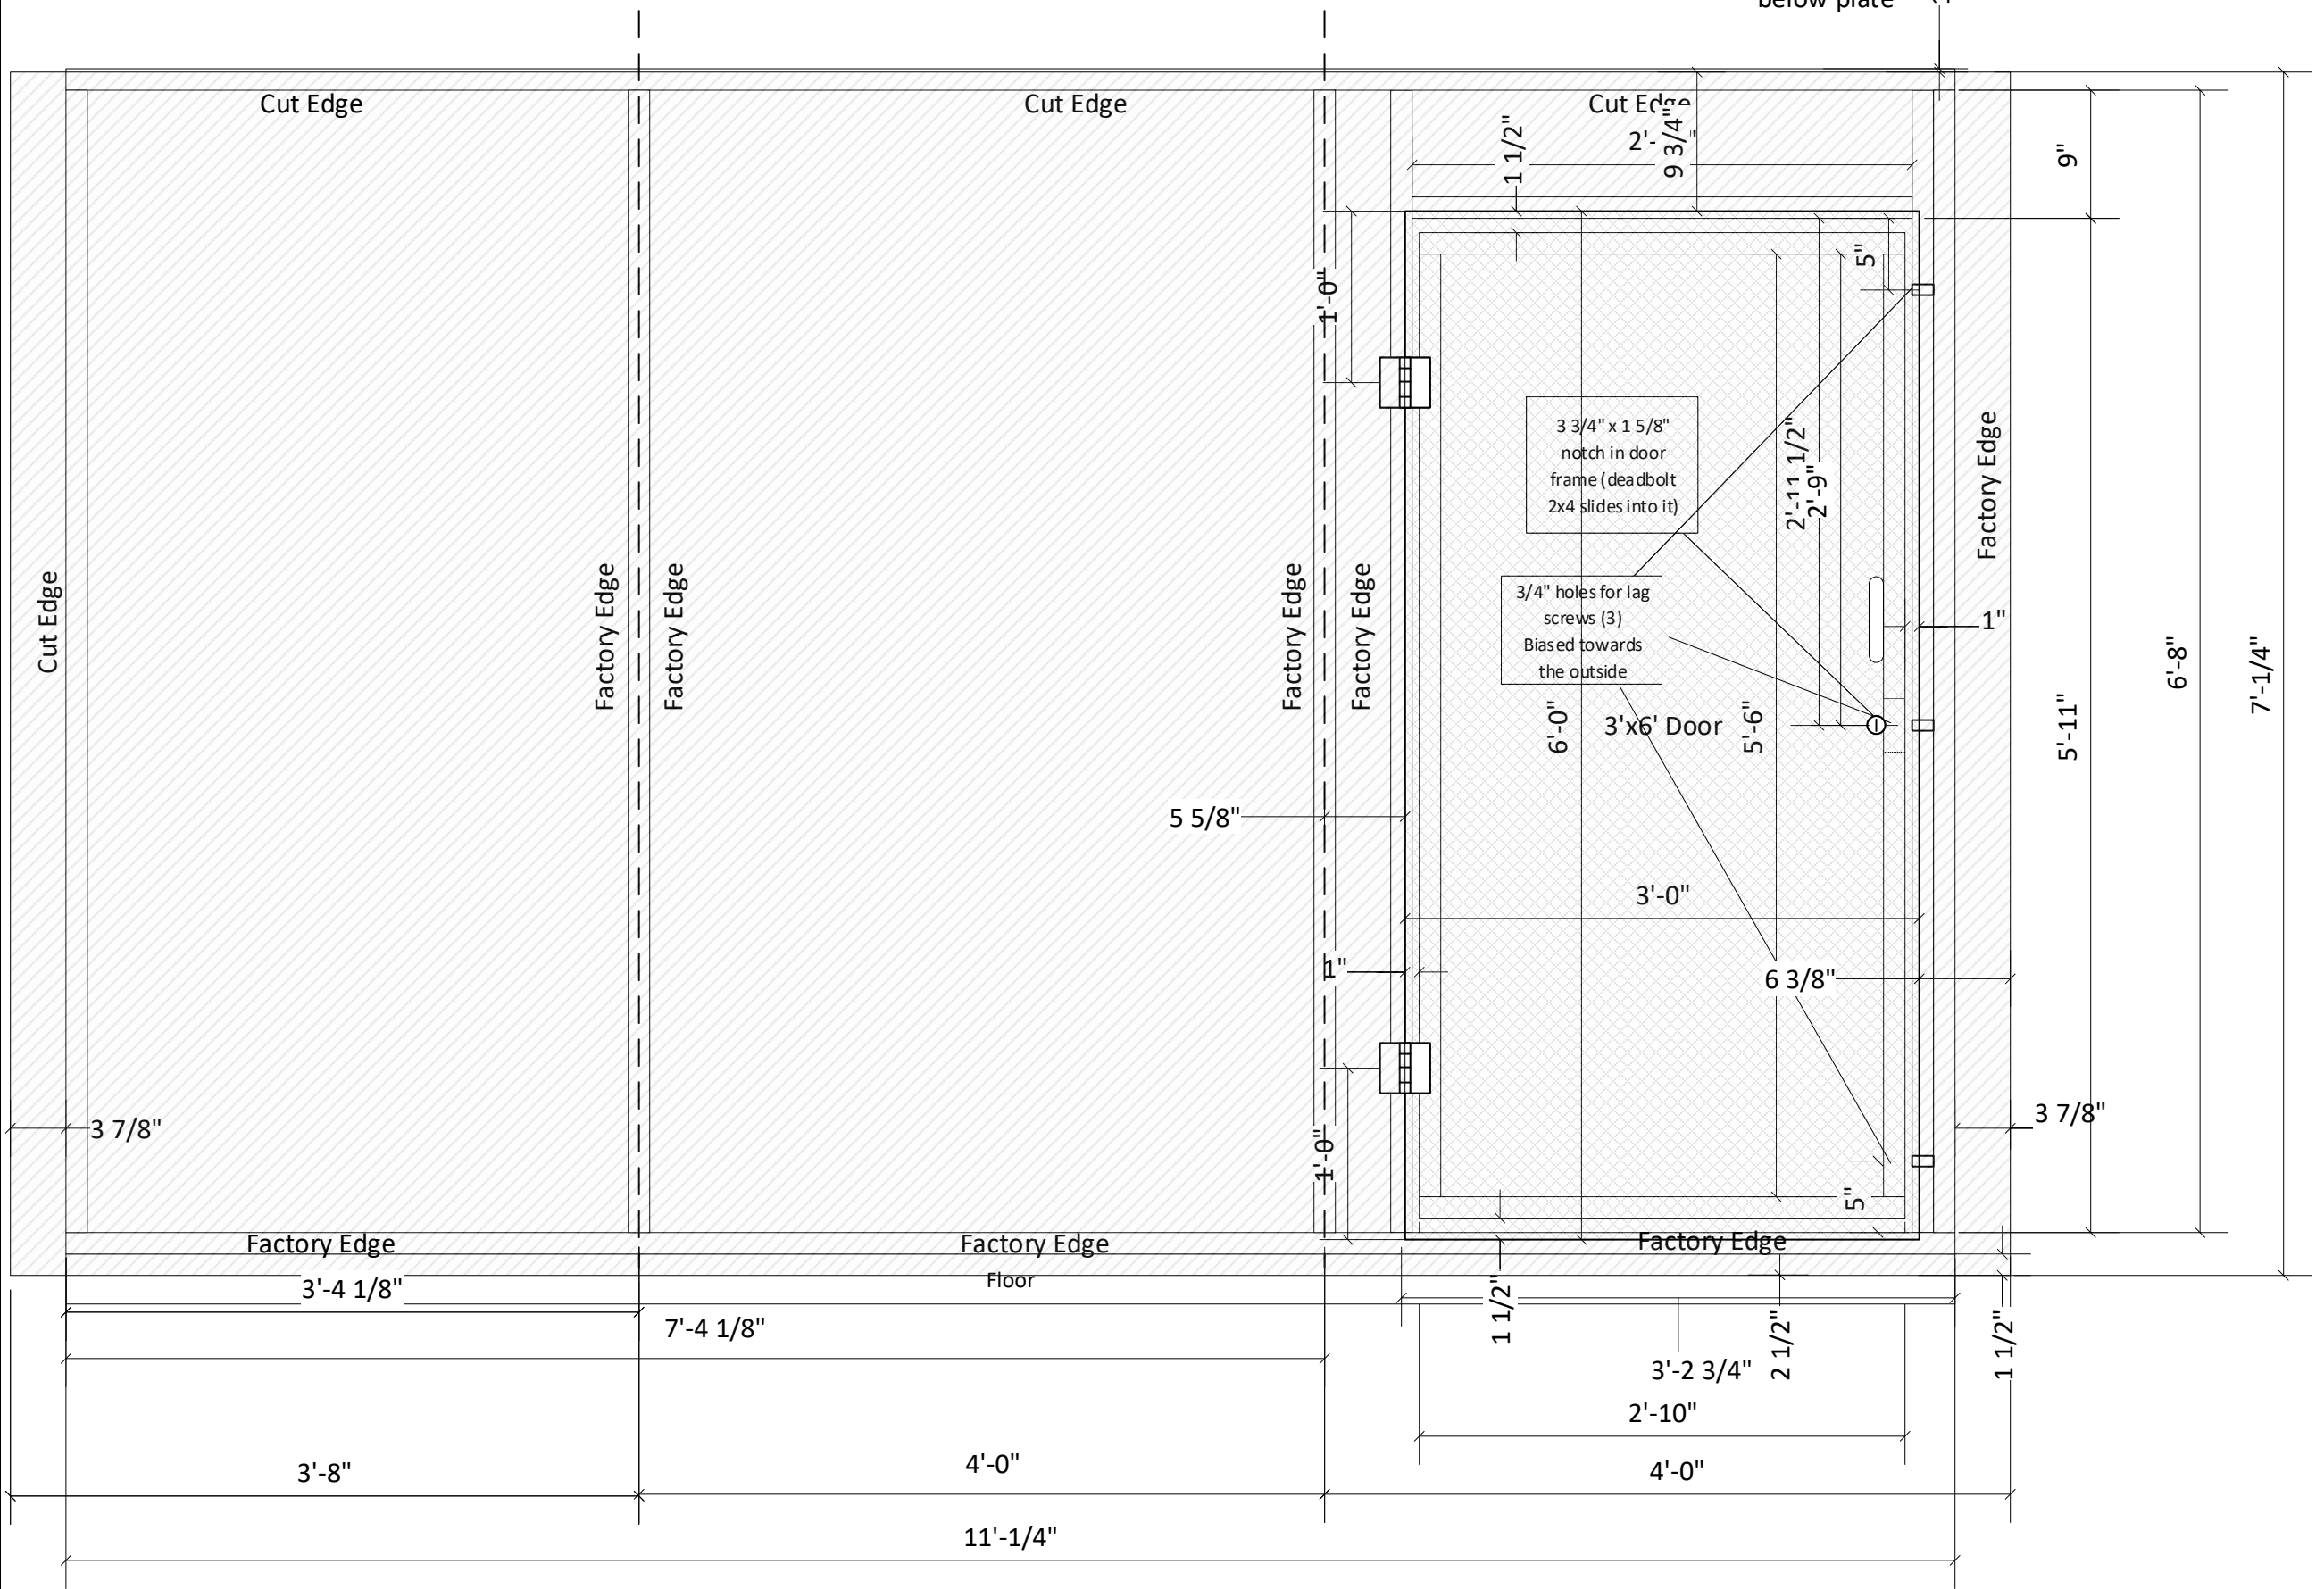 below plate
Cut Edge
Cut Edge
Cut Edge
1 1/2"
9 3/4"
2'-
9"
5"
1'-0"
3 3/4" x 1 5/8"
notch in door
frame (deadbolt
2x4 slides into it)
2'-11 1/2"
2'-9"
Factory Edge
Cut Edge
Factory Edge
Factory Edge
Factory Edge
Factory Edge
3/4" holes for lag
screws (3)
Biased towards
the outside
1"
6'-8"
7'-1/4"
6'-0"
3'x6' Door
5'-6"
5'-11"
5 5/8"
3'-0"
1"
6 3/8"
3 7/8"
3 7/8"
1'-0"
5"
Factory Edge
Factory Edge
Factory Edge
Floor
3'-4 1/8"
7'-4 1/8"
1 1/2"
2 1/2"
1 1/2"
3'-2 3/4"
2'-10"
3'-8"
4'-0"
4'-0"
11'-1/4"